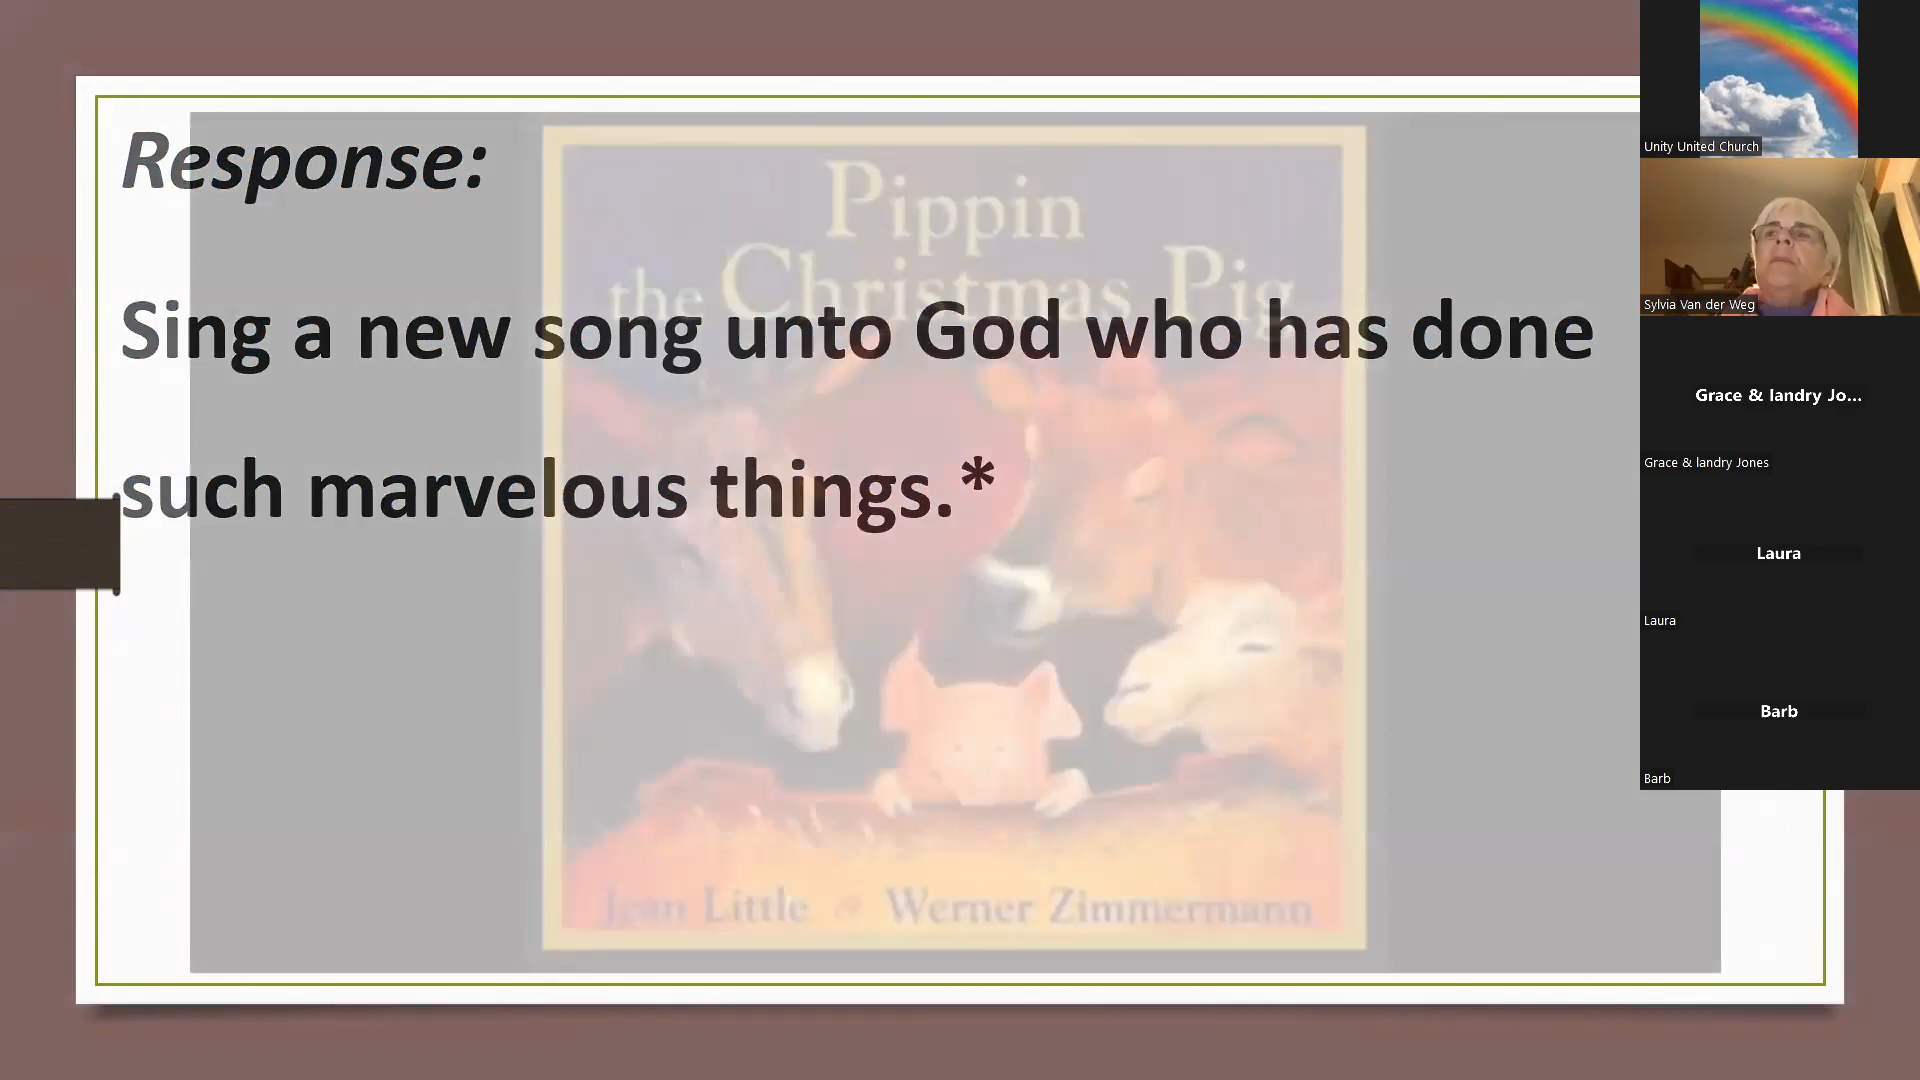 Response:
Sing a new song unto God who has done
such marvelous things.*
Pippin
the Christmas Pig
Jean Little Werner Zimmermann
Unity United Church
Sylvia Van der Weg
Grace & landry Jo...
Grace & landry Jones
Laura
Laura
Barb
Barb